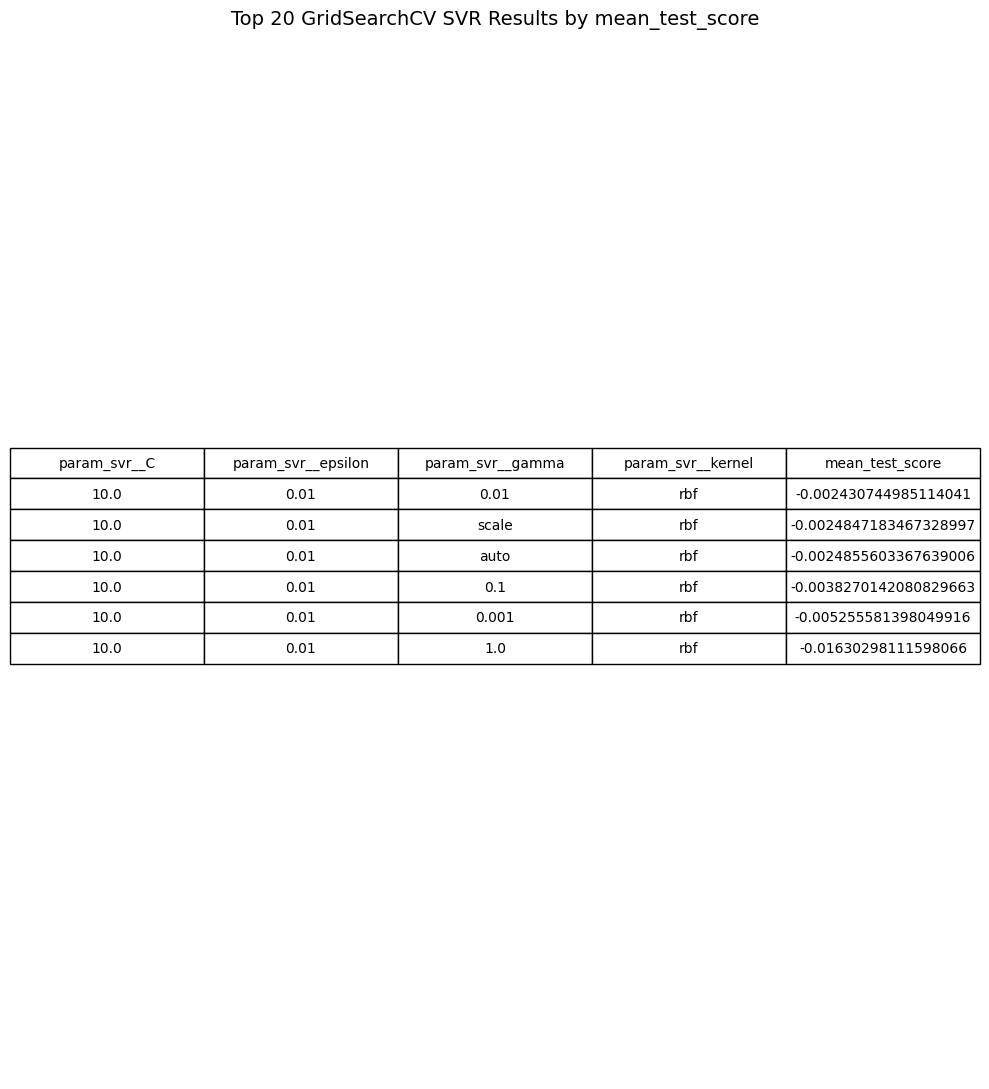 Top 20 GridSearchCV SVR Results by mean_test_score
param_svr__C param_svr__epsilon param_svr__gamma param_svr__kernel mean_test_score
10.0 0.01 0.01 rbf -0.002430744985114041
10.0 0.01 scale rbf -0.0024847183467328997
10.0 0.01 auto rbf -0.0024855603367639006
10.0 0.01 0.1 rbf -0.0038270142080829663
10.0 0.01 0.001 rbf -0.005255581398049916
10.0 0.01 1.0 rbf -0.01630298111598066